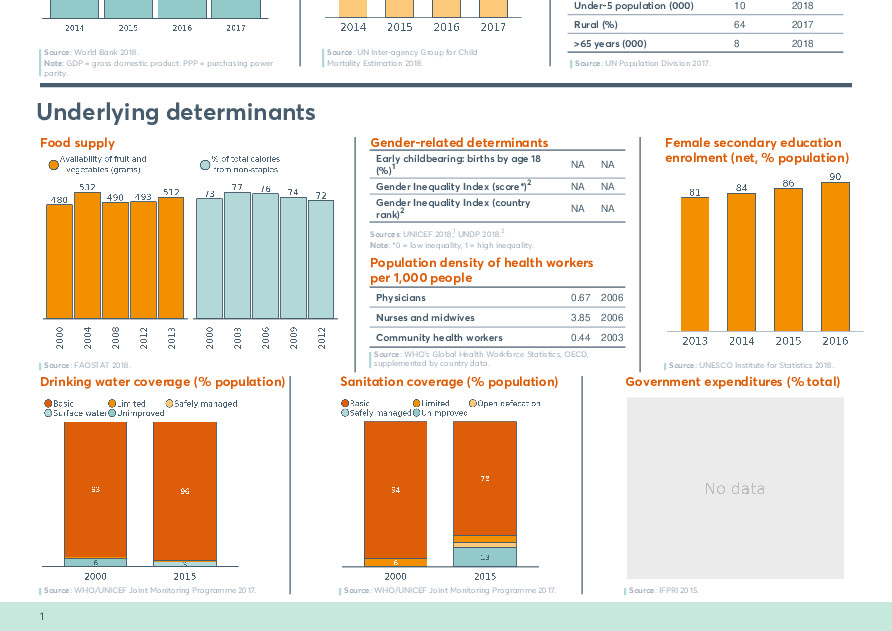 2014 2015 2016 2017
Source: World Bank 2018.
Note: GDP = gross domestic product. PPP = purchasing power
parity.
2014 2015 2016 2017
Source: UN Inter-agency Group for Child
Mortality Estimation 2018.
Under-5 population (000) 10 2018
Rural (%) 64 2017
>65 years (000) 8 2018
Source: UN Population Division 2017.
Underlying determinants
Food supply
Availability of fruit and
vegetables (grams)
% of total calories
from non-staples
480 532 490 493 512
73 77 76 74 72
2000 2004 2008 2012 2013
2000 2003 2006 2009 2012
Source: FAOSTAT 2018.
Gender-related determinants
Early childbearing: births by age 18
(%)1 NA NA
Gender Inequality Index (score*)2 NA NA
Gender Inequality Index (country
rank)2 NA NA
Sources: UNICEF 2018,1 UNDP 2018.2
Note: *0 = low inequality, 1 = high inequality.
Population density of health workers
per 1,000 people
Physicians 0.67 2006
Nurses and midwives 3.85 2006
Community health workers 0.44 2003
Source: WHO's Global Health Workforce Statistics, OECD,
supplemented by country data.
Female secondary education
enrolment (net, % population)
81 84 86 90
2013 2014 2015 2016
Source: UNESCO Institute for Statistics 2018.
Drinking water coverage (% population)
Basic Limited Safely managed
Surface water Unimproved
93 96
6 3
2000 2015
Source: WHO/UNICEF Joint Monitoring Programme 2017.
Sanitation coverage (% population)
Basic Limited Open defecation
Safely managed Unimproved
94 78
6 13
2000 2015
Source: WHO/UNICEF Joint Monitoring Programme 2017.
Government expenditures (% total)
No data
Source: IFPRI 2015.
1